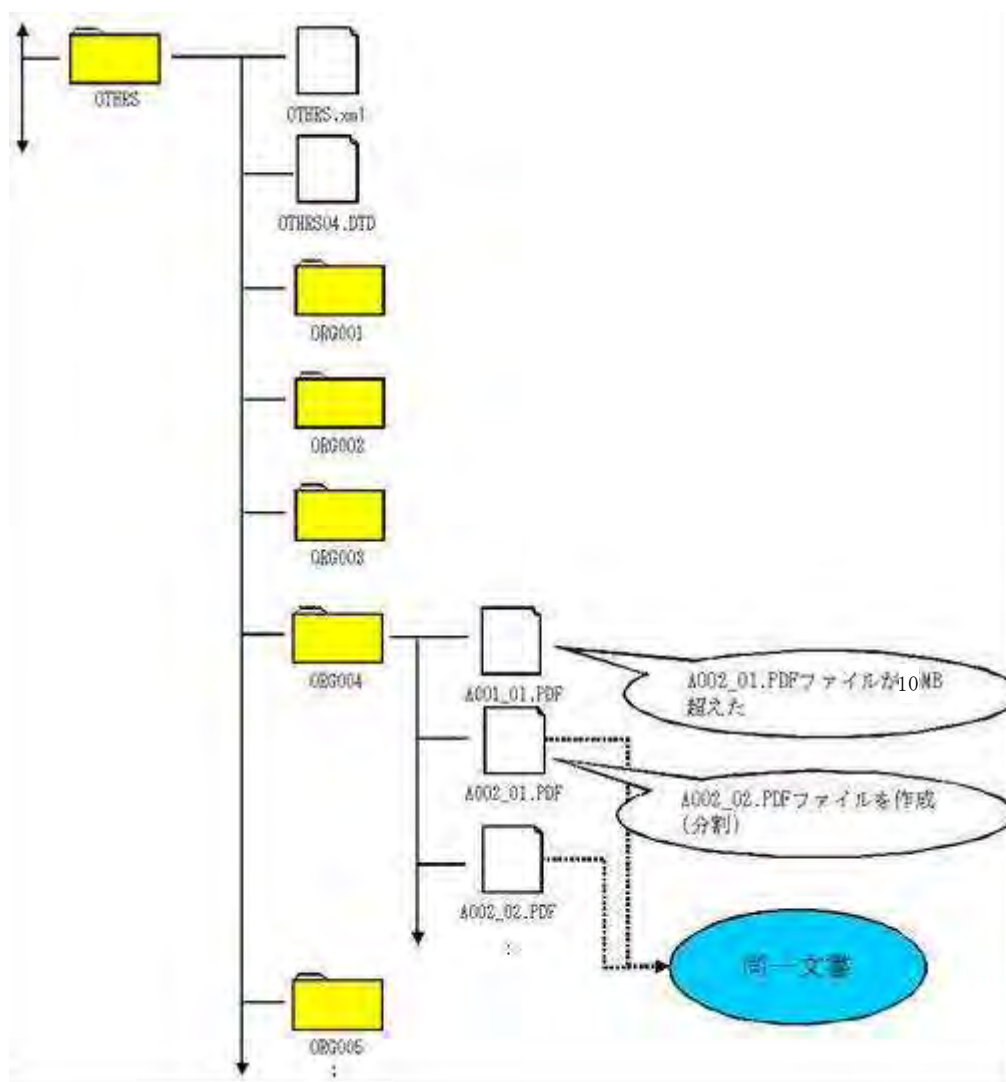 OTHRS
OTHRS.xml
OTHRS04.DTD
ORG001
ORG002
ORG003
ORG004
A001_01.PDF
A002_01.PDFファイルが10MB
超えた
A002_01.PDF
A002_02.PDFファイルを作成
(分割)
A002_02.PDF
:
同一文書
ORG005
: